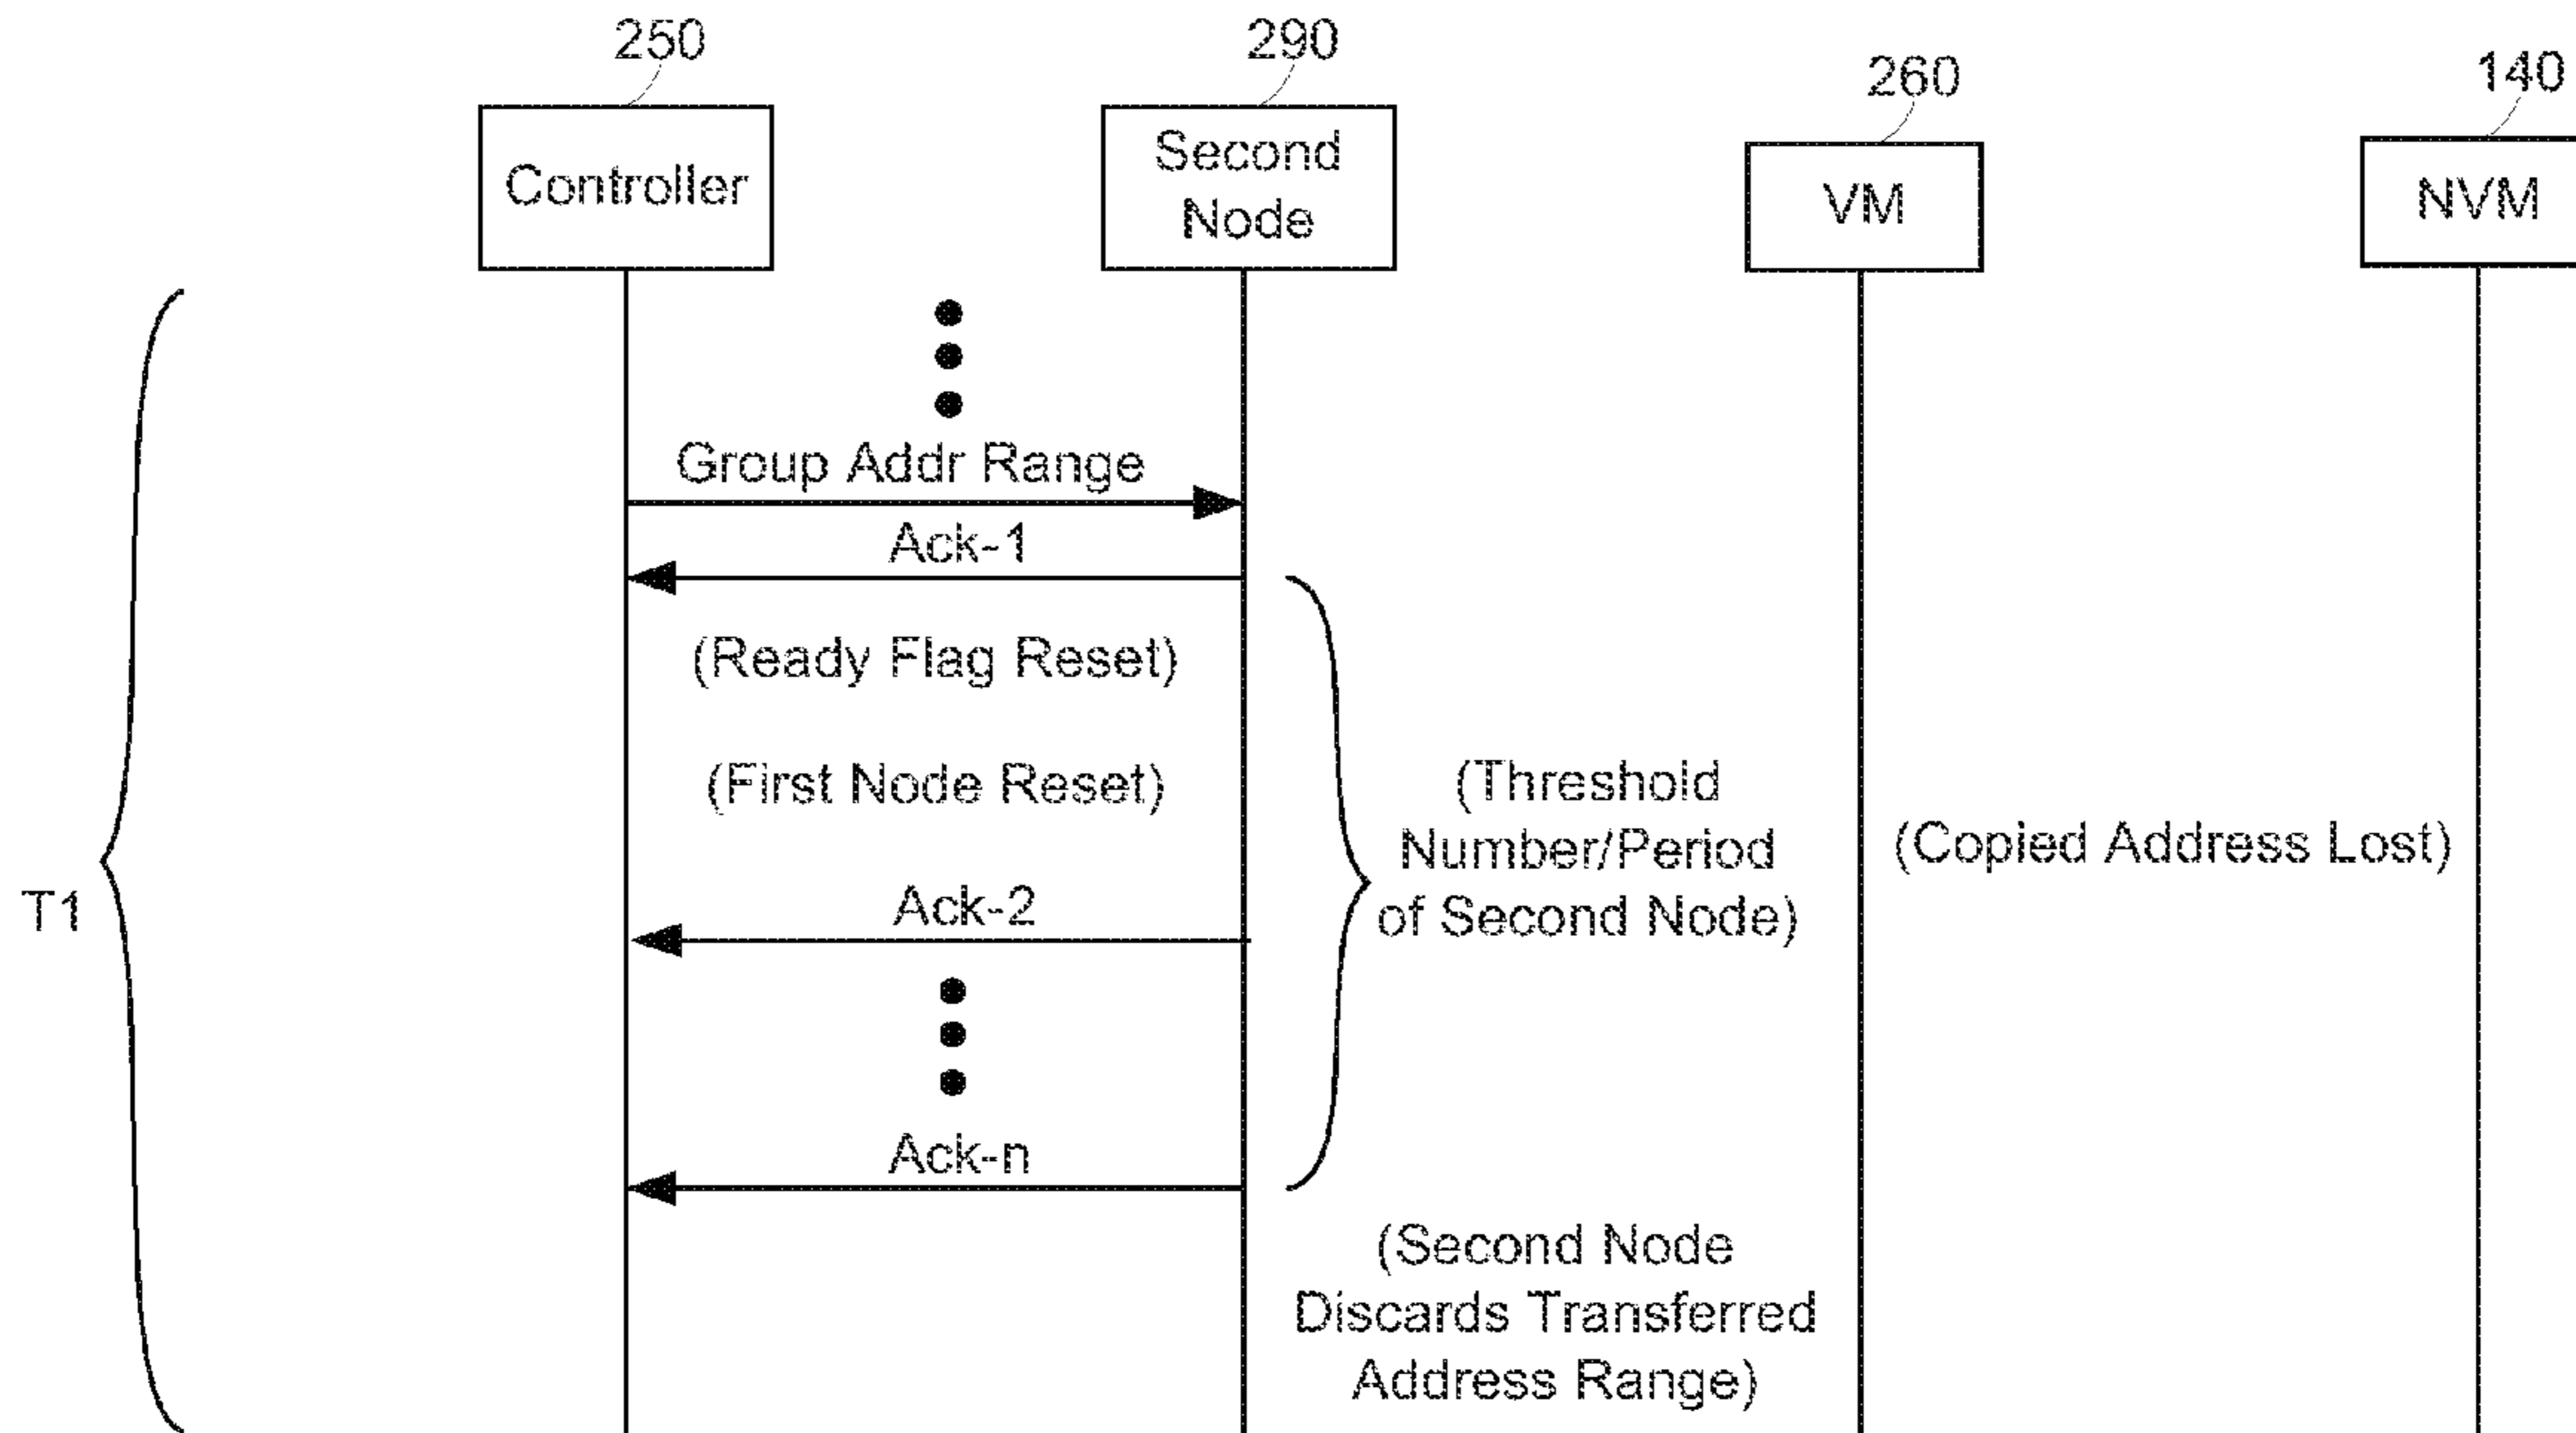 250
290
260
140
Controller
Second
Node
VM
NVM
Group Addr Range
Ack-1
(Ready Flag Reset)
(First Node Reset)
(Threshold
Number/Period
of Second Node)
(Copied Address Lost)
T1
Ack-2
Ack-n
(Second Node
Discards Transferred
Address Range)